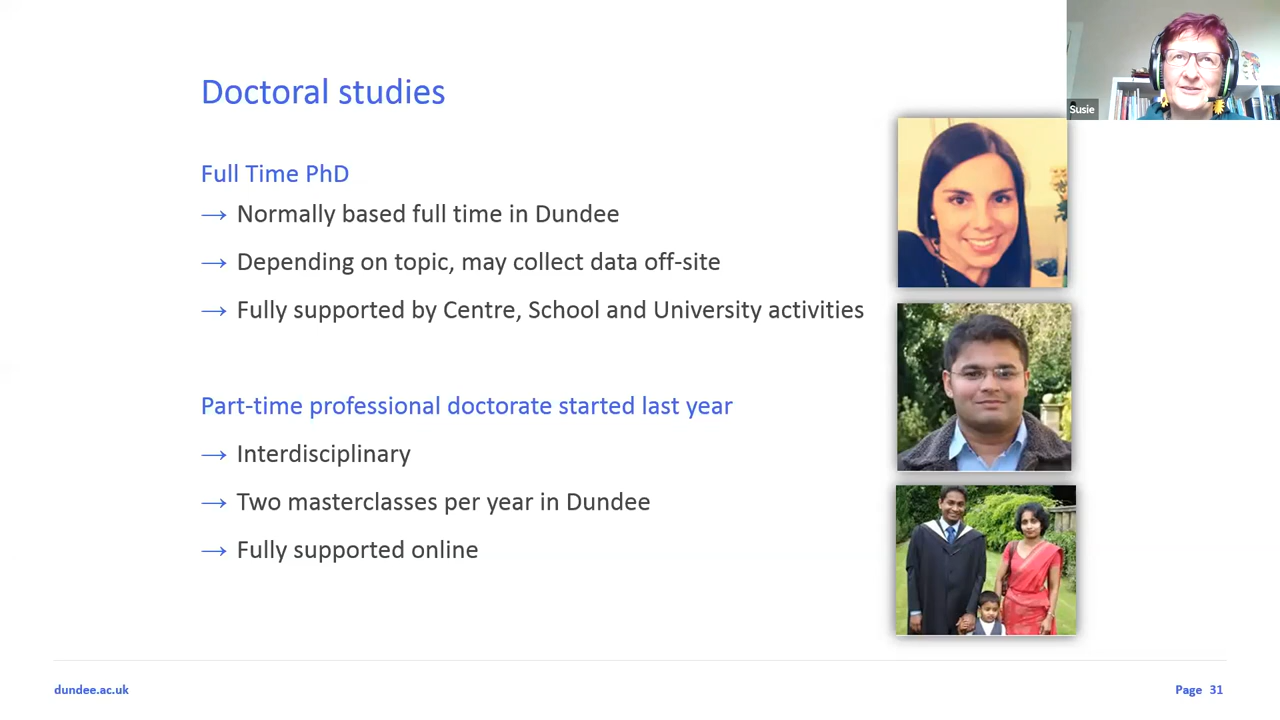 Doctoral studies
Susie
Full Time PhD
→ Normally based full time in Dundee
→ Depending on topic, may collect data off-site
→ Fully supported by Centre, School and University activities
Part-time professional doctorate started last year
→ Interdisciplinary
→ Two masterclasses per year in Dundee
→ Fully supported online
dundee.ac.uk
Page 31